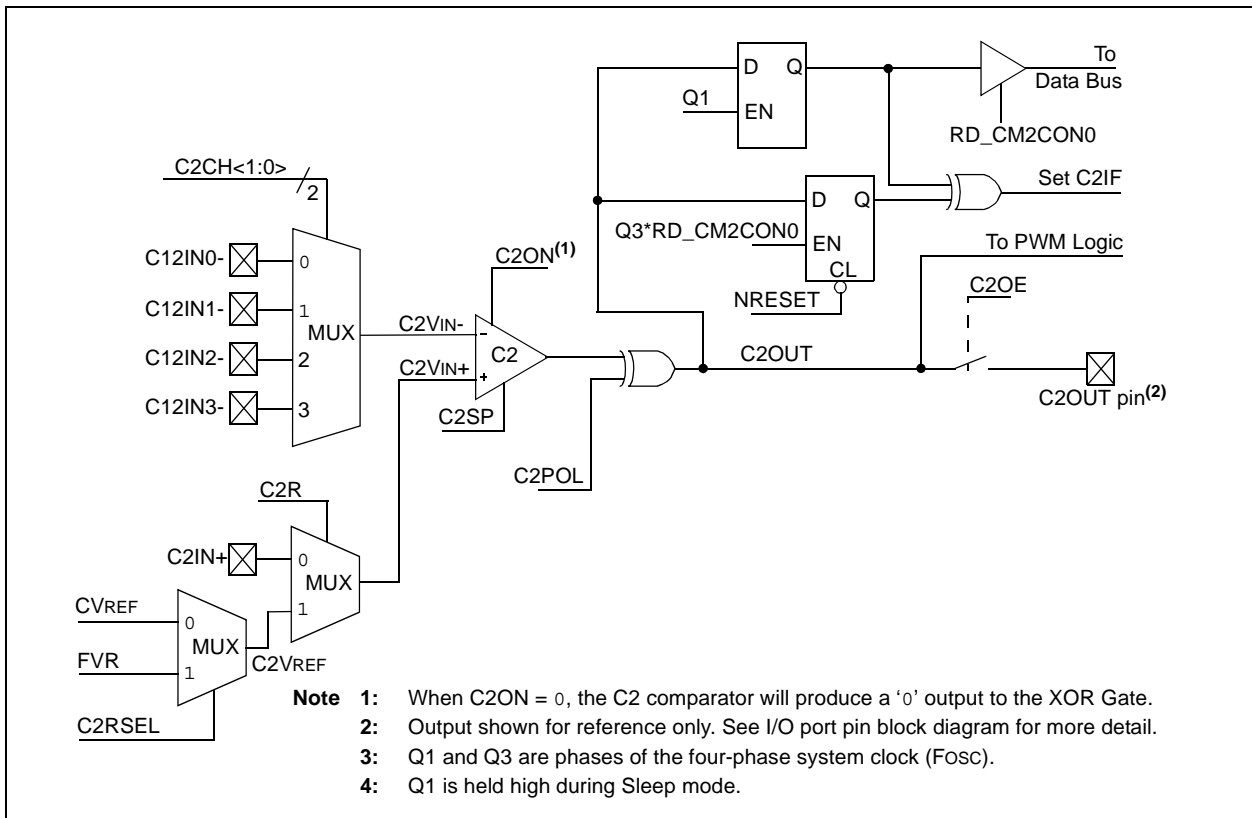 D Q
To
Data Bus
Q1
EN
RD_CM2CON0
C2CH<1:0>
2
Set C2IF
D Q
Q3*RD_CM2CON0
EN
CL
To PWM Logic
C2ON(1)
C12IN0-
0
NRESET
C2OE
C12IN1-
1
MUX
C2VIN-
-
C2
C12IN2-
2
C2OUT
C2VIN+
+
C12IN3-
3
C2OUT pin(2)
C2SP
C2POL
C2R
C2IN+
0
MUX
1
CVREF
0
MUX
FVR
1
C2VREF
C2RSEL
Note 1: When C2ON = 0, the C2 comparator will produce a ‘0’ output to the XOR Gate.
2: Output shown for reference only. See I/O port pin block diagram for more detail.
3: Q1 and Q3 are phases of the four-phase system clock (FOSC).
4: Q1 is held high during Sleep mode.